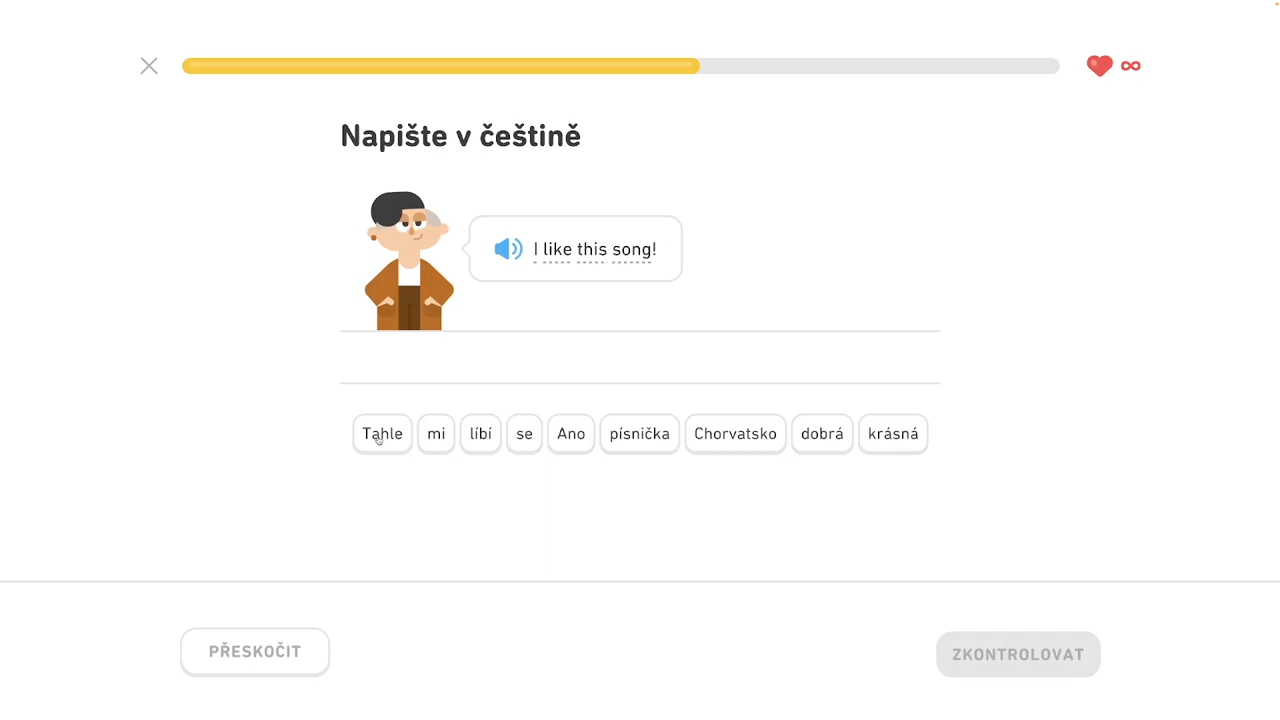 ∞
Napište v češtině
I like this song!
Tahle mi líbí se Ano písnička Chorvatsko dobrá krásná
PŘESKOČIT ZKONTROLOVAT